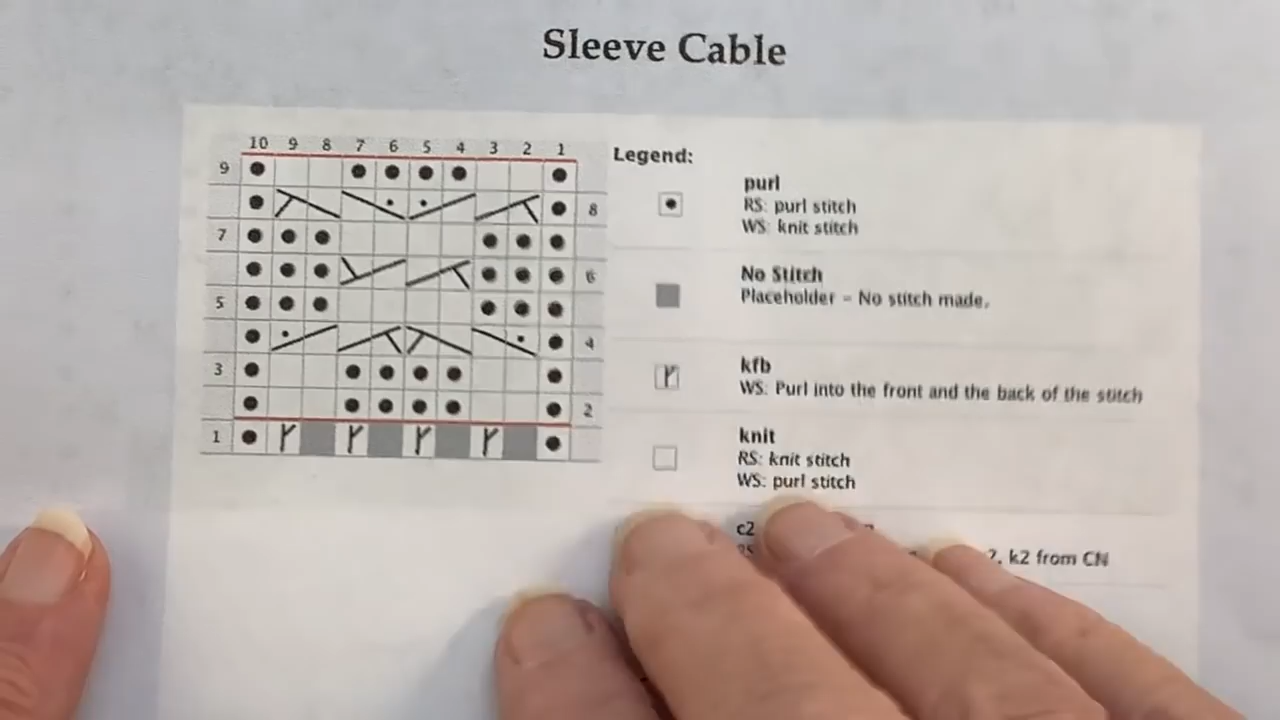 Sleeve Cable
10 9 8 7 6 5 4 3 2 1
9
8
7
6
5
4
3
2
1
Legend:
purl
RS: purl stitch
WS: knit stitch
No Stitch
Placeholder - No stitch made.
kfb
WS: Purl into the front and the back of the stitch
knit
RS: knit stitch
WS: purl stitch
c2
k2 from CN